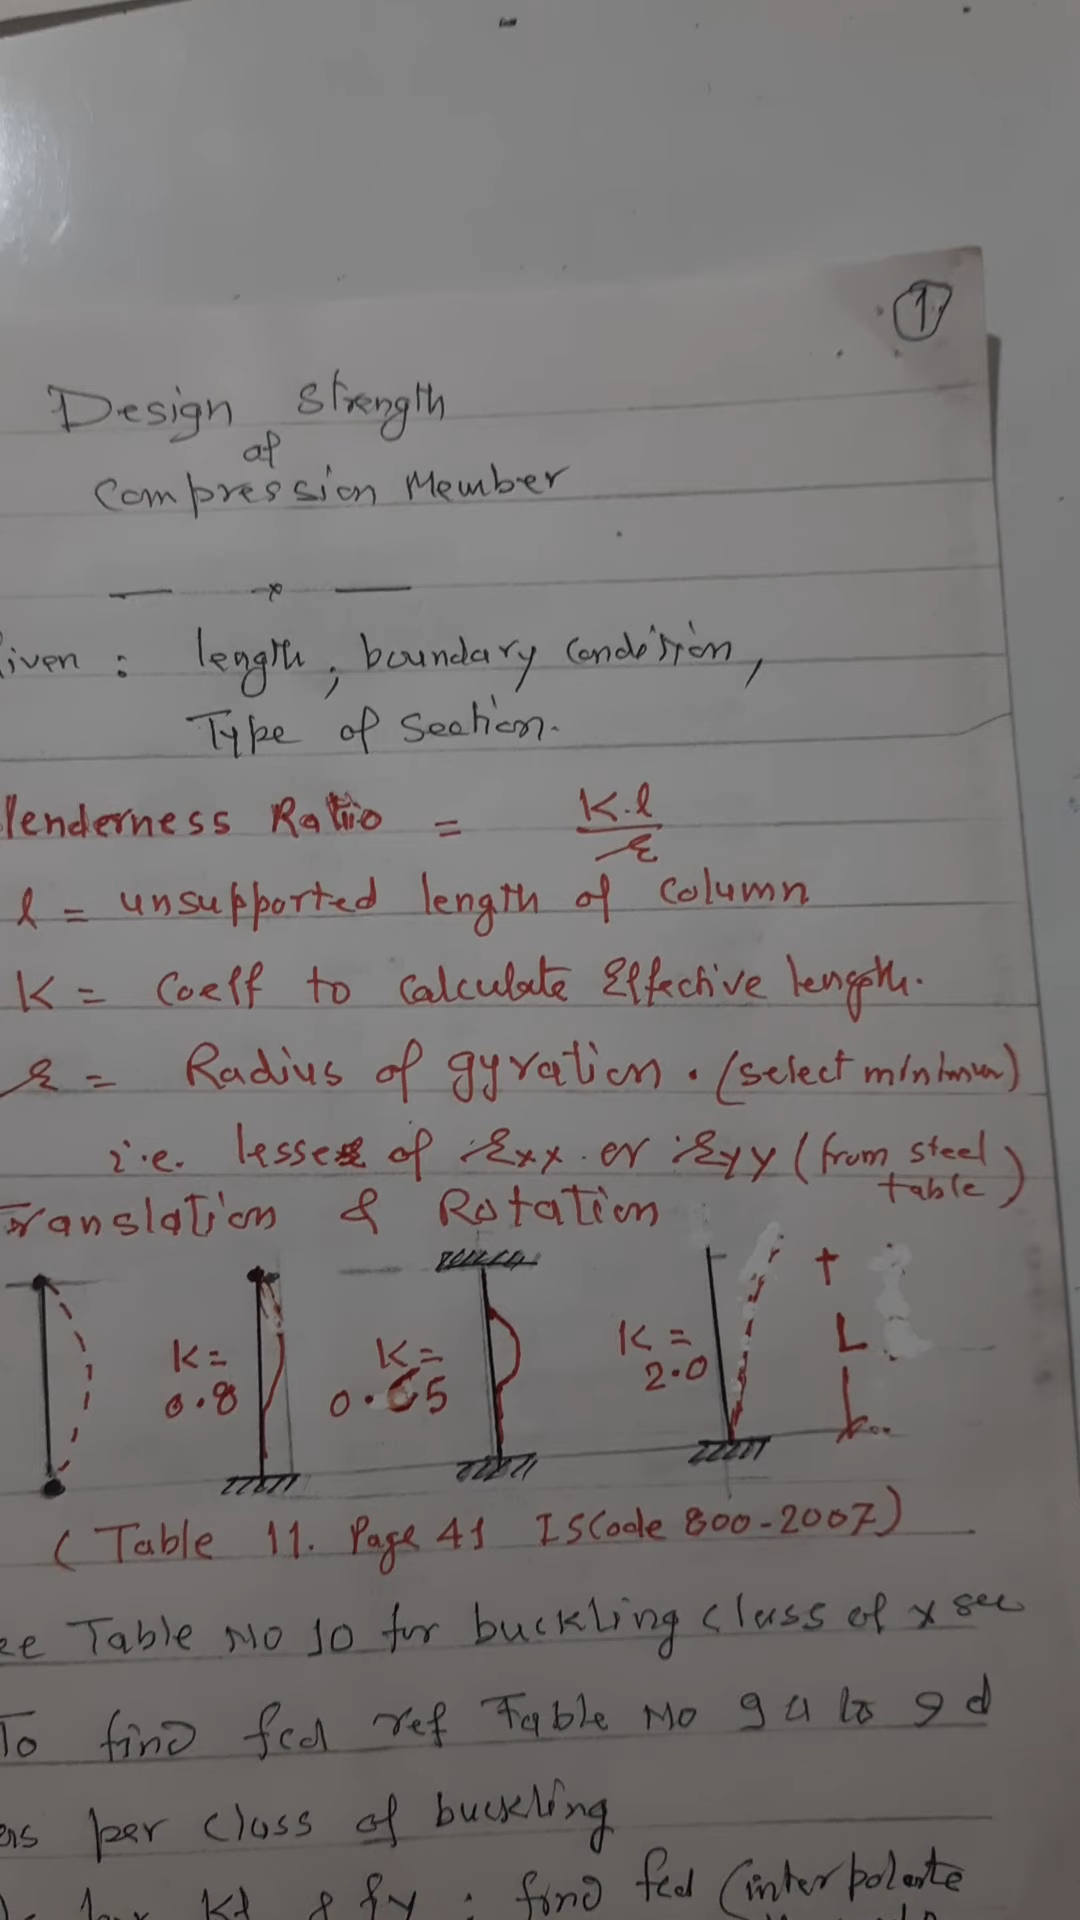 1
Design strength
of
Compression Member
iven : length, boundary condition,
Type of section.
lenderness Ratio = K.l / r
l = unsupported length of column
K = Coeff to calculate Effective length.
r = Radius of gyration. (select minimum)
i.e. lesser of rxx or ryy (from steel table)
Translation & Rotation
K = 0.8
K = 0.65
K = 2.0
(Table 11. Page 41 IS Code 800-2007)
ee Table No 10 for buckling class of x sec
To find fcd ref Table No 9a to 9d
as per class of buckling
Kl & fy : find fcd (interpolate